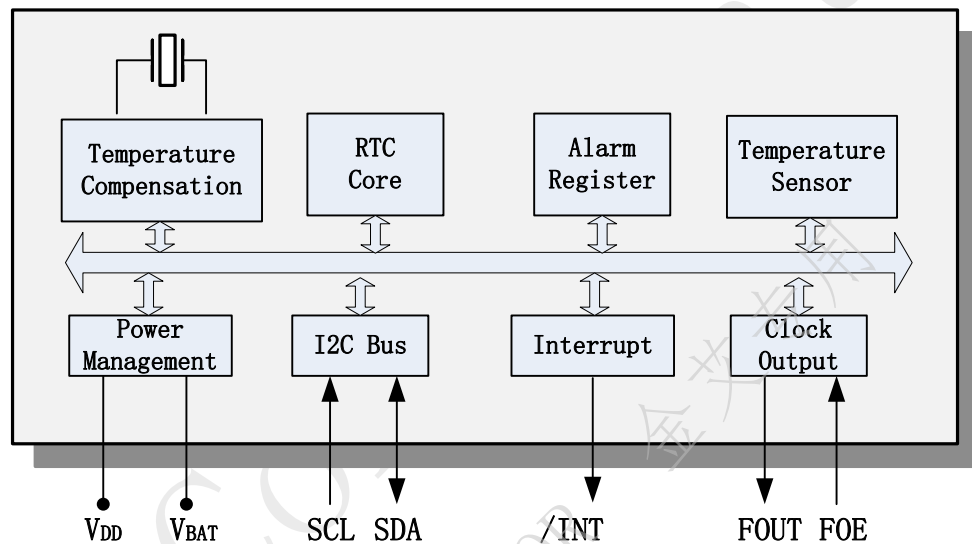 Temperature
Compensation
RTC
Core
Alarm
Register
Temperature
Sensor
Power
Management
I2C Bus
Interrupt
Clock
Output
VDD
VBAT
SCL
SDA
/INT
FOUT
FOE